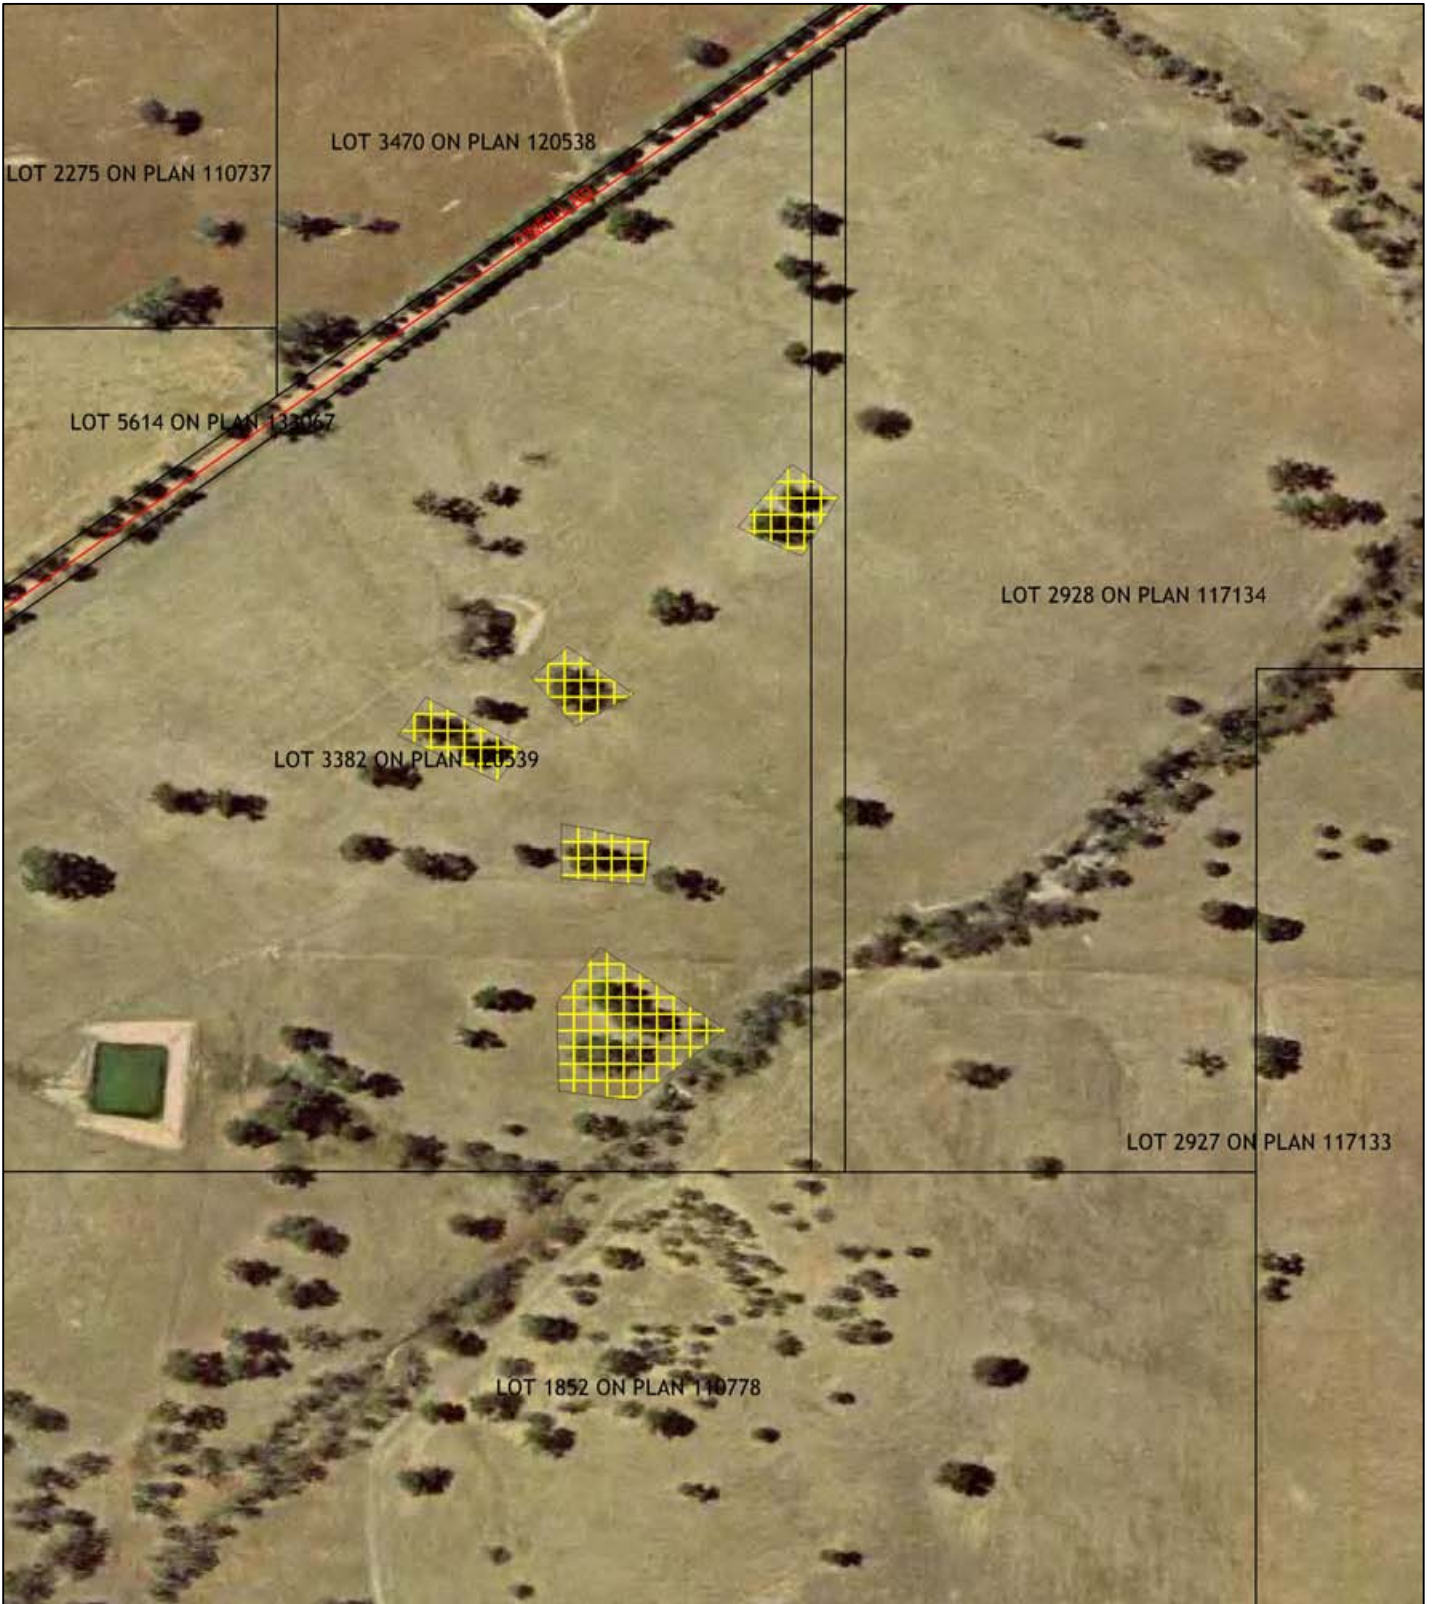 LOT 3470 ON PLAN 120538
LOT 2275 ON PLAN 110737
LOT 5614 ON PLAN 133067
LOT 2928 ON PLAN 117134
LOT 3382 ON PLAN 120539
LOT 2927 ON PLAN 117133
LOT 1852 ON PLAN 110778